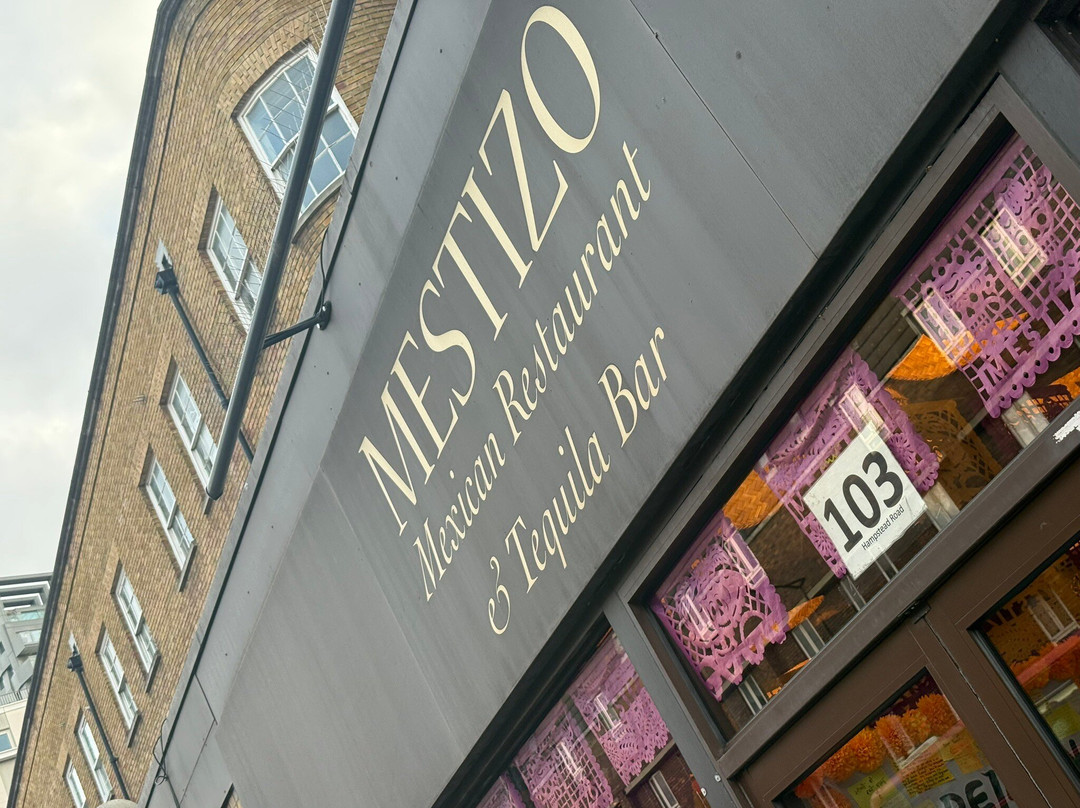 MESTIZO
Mexican Restaurant
& Tequila Bar
103
Hampstead Road